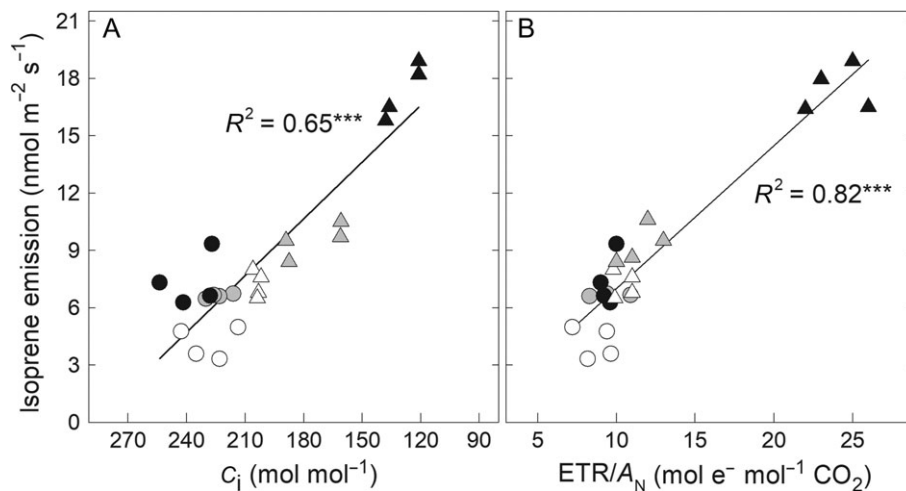 A
B
Isoprene emission (nmol m⁻² s⁻¹)
21
18
15
12
9
6
3
0
R² = 0.65***
R² = 0.82***
270 240 210 180 150 120 90
5 10 15 20 25
Cᵢ (mol mol⁻¹)
ETR/A_N (mol e⁻ mol⁻¹ CO₂)